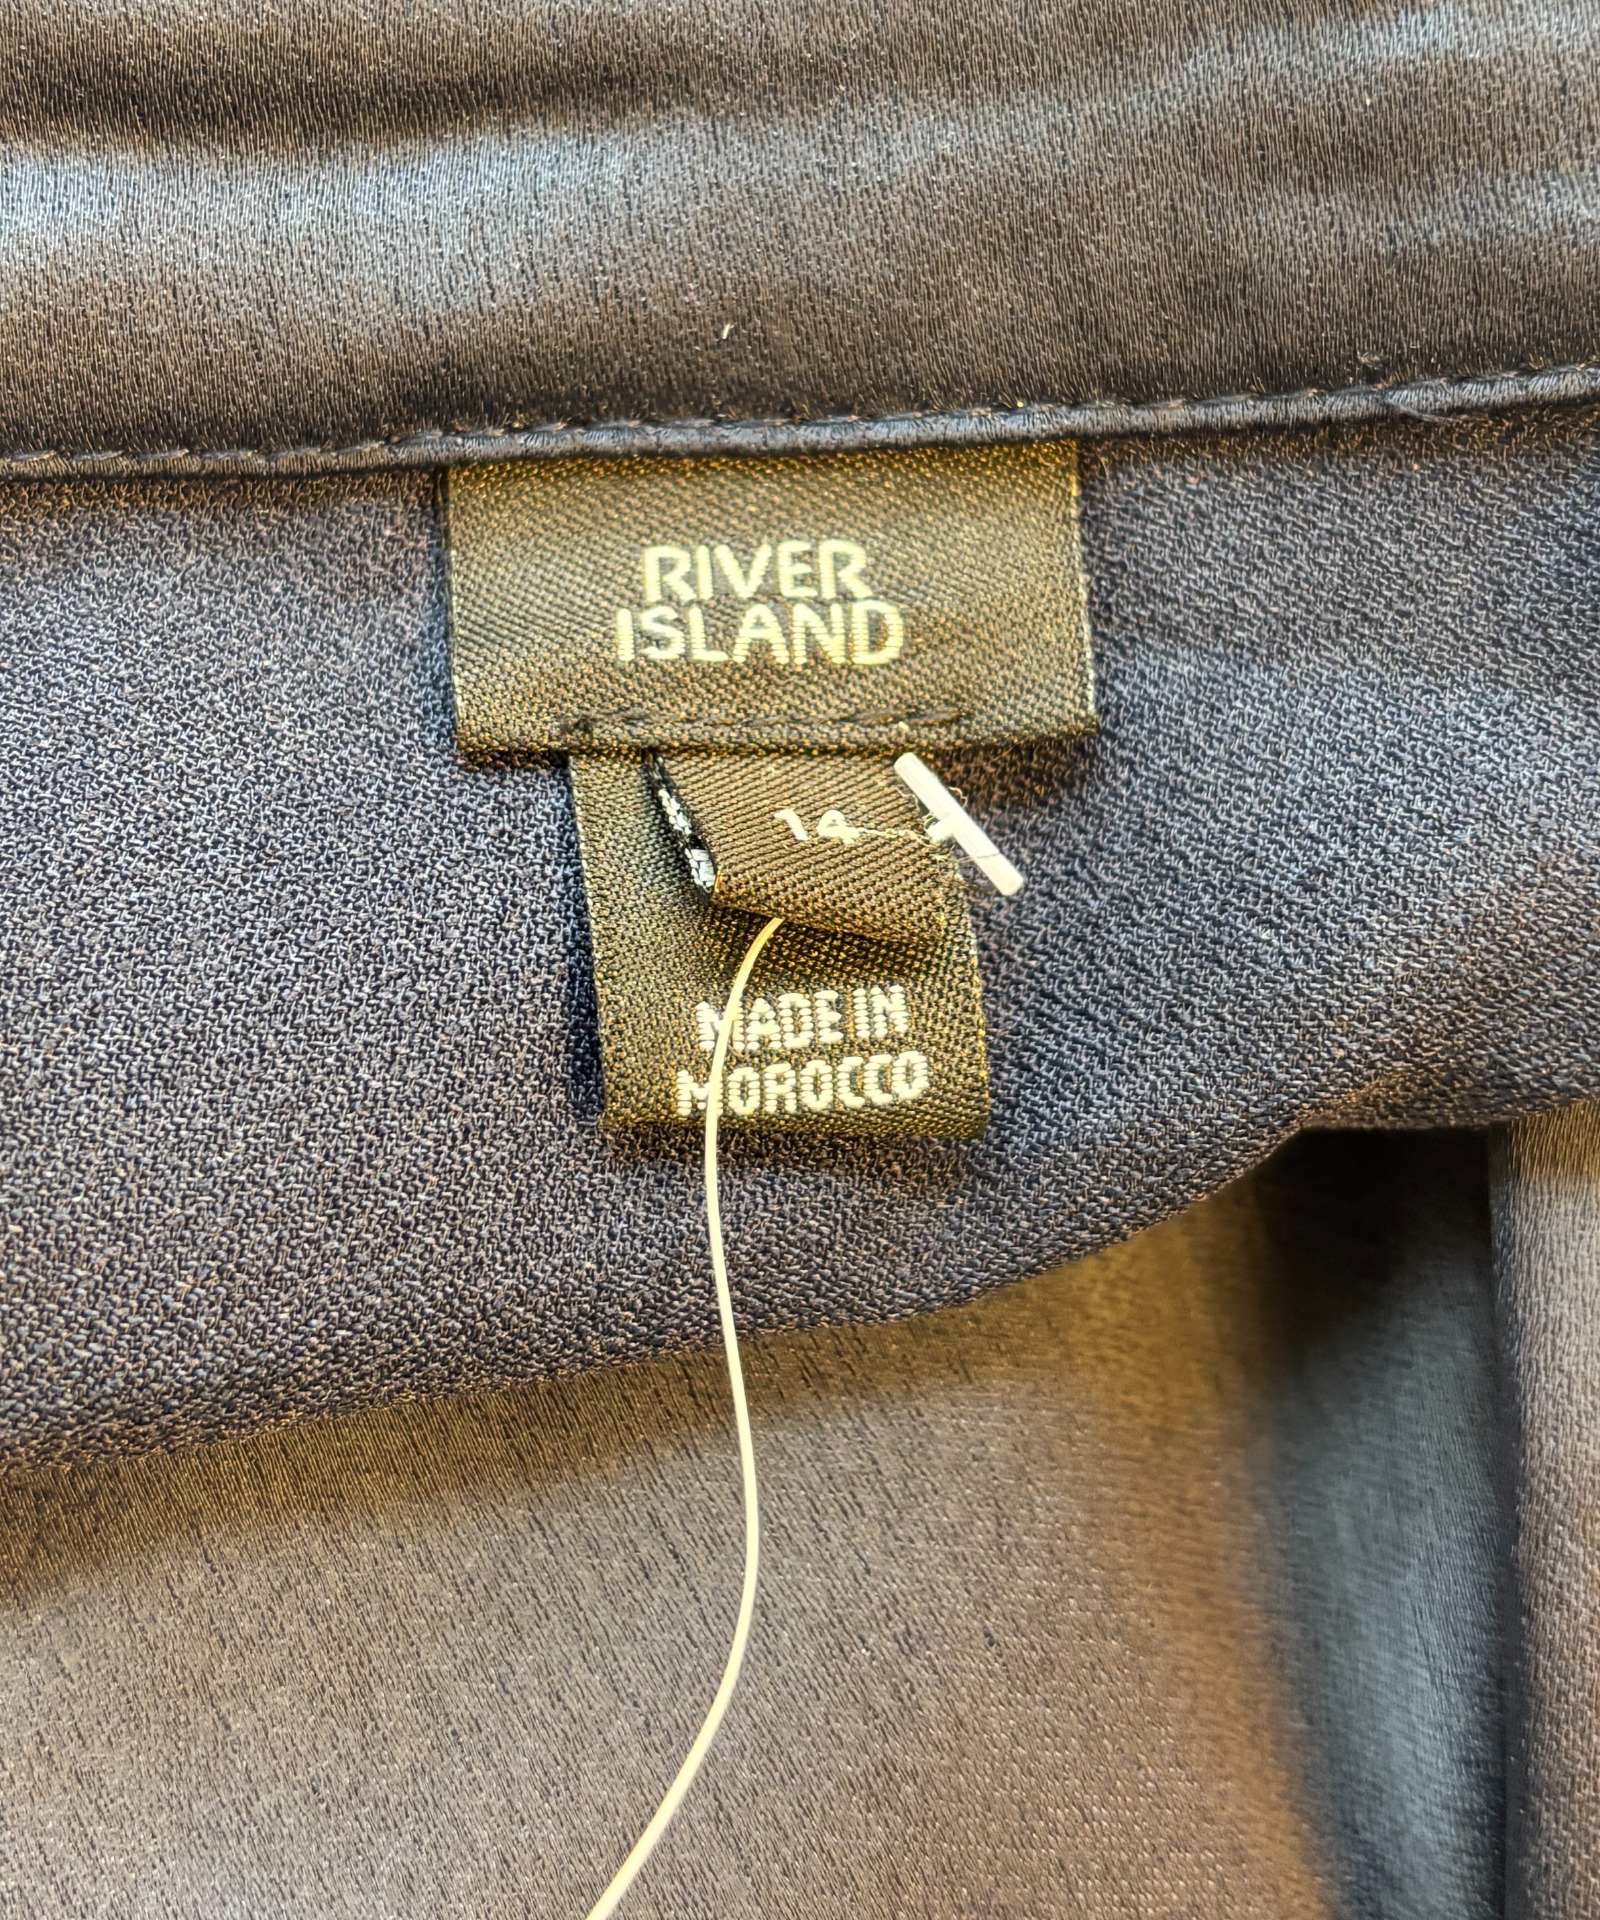 RIVER
ISLAND
14
MADE IN
MOROCCO